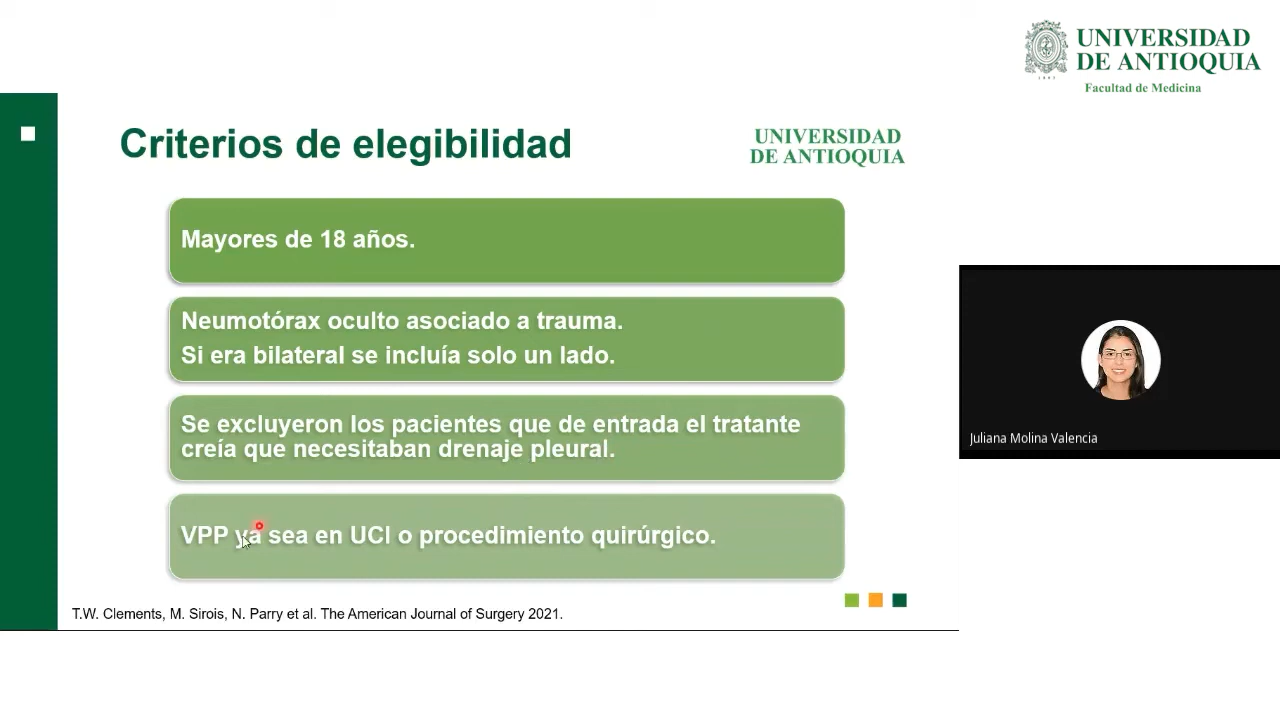 UNIVERSIDAD
DE ANTIOQUIA
1803
Facultad de Medicina
Criterios de elegibilidad
UNIVERSIDAD
DE ANTIOQUIA
Mayores de 18 años.
Neumotórax oculto asociado a trauma.
Si era bilateral se incluía solo un lado.
Se excluyeron los pacientes que de entrada el tratante
creía que necesitaban drenaje pleural.
VPP ya sea en UCI o procedimiento quirúrgico.
T.W. Clements, M. Sirois, N. Parry et al. The American Journal of Surgery 2021.
Juliana Molina Valencia